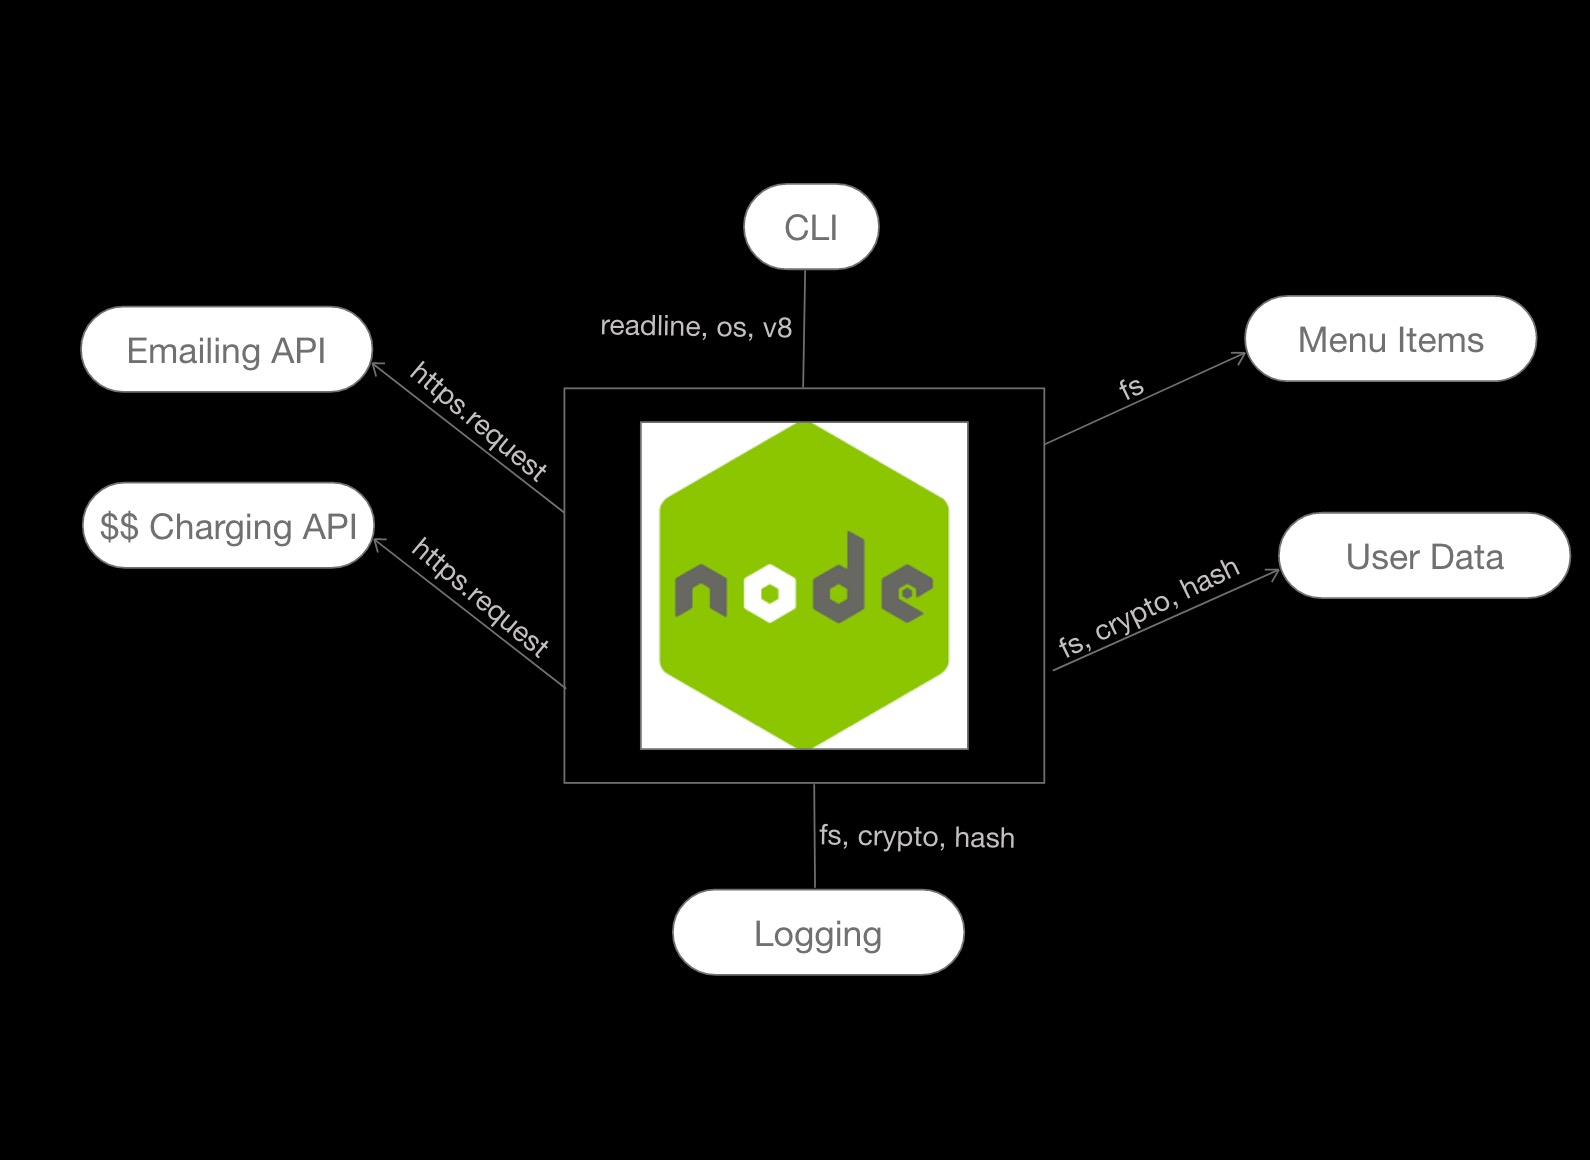 CLI
readline, os, v8
Emailing API
https.request
Menu Items
fs
$$ Charging API
https.request
node
User Data
fs, crypto, hash
fs, crypto, hash
Logging